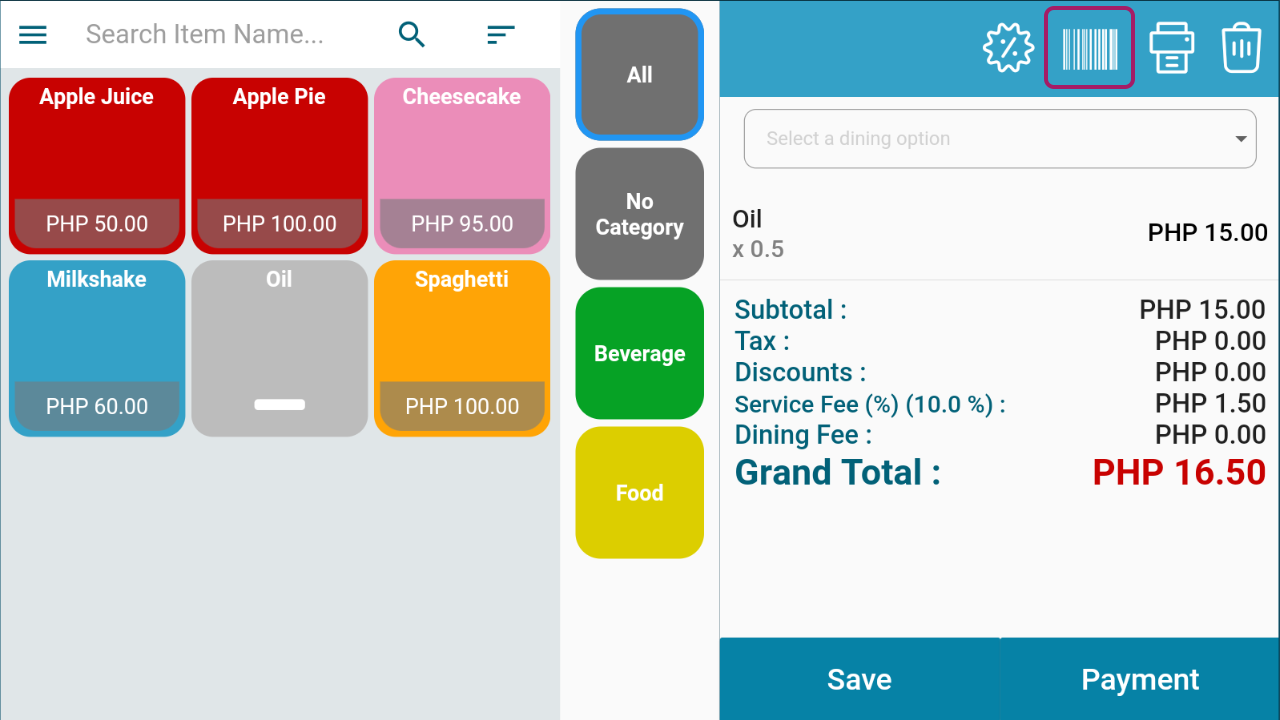 Search Item Name...
Apple Juice
PHP 50.00
Apple Pie
PHP 100.00
Cheesecake
PHP 95.00
Milkshake
PHP 60.00
Oil
Spaghetti
PHP 100.00
All
No
Category
Beverage
Food
Select a dining option
Oil
x 0.5
PHP 15.00
Subtotal : PHP 15.00
Tax : PHP 0.00
Discounts : PHP 0.00
Service Fee (%) (10.0 %) : PHP 1.50
Dining Fee : PHP 0.00
Grand Total : PHP 16.50
Save
Payment